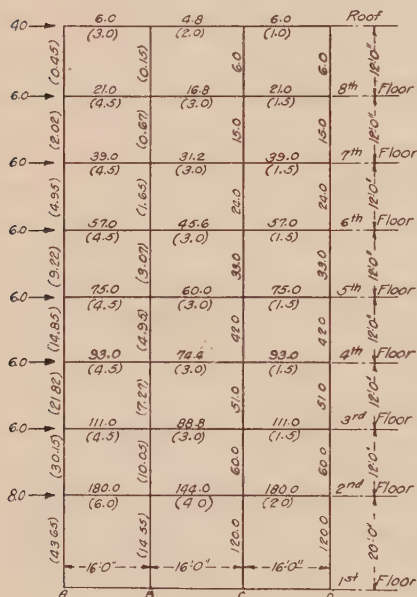 4.0 6.0 4.8 6.0 Roof
(3.0) (2.0) (1.0)
(0.45) (0.15) 6.0 6.0 12'0"
6.0 21.0 16.8 21.0 8th Floor
(4.5) (3.0) (1.5)
(2.02) (0.67) 15.0 15.0 12'0"
6.0 39.0 31.2 39.0 7th Floor
(4.5) (3.0) (1.5)
(4.95) (1.65) 24.0 24.0 12'0"
6.0 57.0 45.6 57.0 6th Floor
(4.5) (3.0) (1.5)
(9.22) (3.07) 33.0 33.0 12'0"
6.0 75.0 60.0 75.0 5th Floor
(4.5) (3.0) (1.5)
(14.85) (4.95) 42.0 42.0 12'0"
6.0 93.0 74.4 93.0 4th Floor
(4.5) (3.0) (1.5)
(21.82) (7.27) 51.0 51.0 12'0"
6.0 111.0 88.8 111.0 3rd Floor
(4.5) (3.0) (1.5)
(30.15) (10.05) 60.0 60.0 12'0"
8.0 180.0 144.0 180.0 2nd Floor
(6.0) (4.0) (2.0)
(43.65) (14.55) 120.0 120.0 20'0"
16'0" 16'0" 16'0"
1st Floor